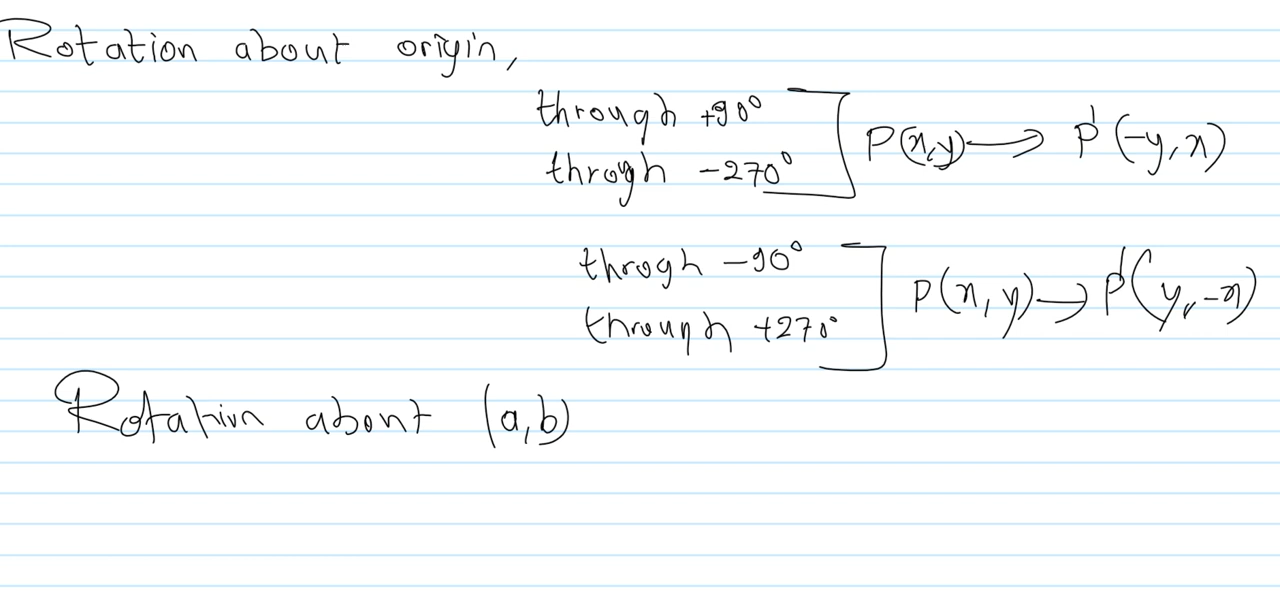 Rotation about origin,
through +90°
P(x,y) → P'(-y, x)
throgh -270°
throgh -90°
P(x, y) → P'(y, -x)
through +270°
Rotation about (a,b)